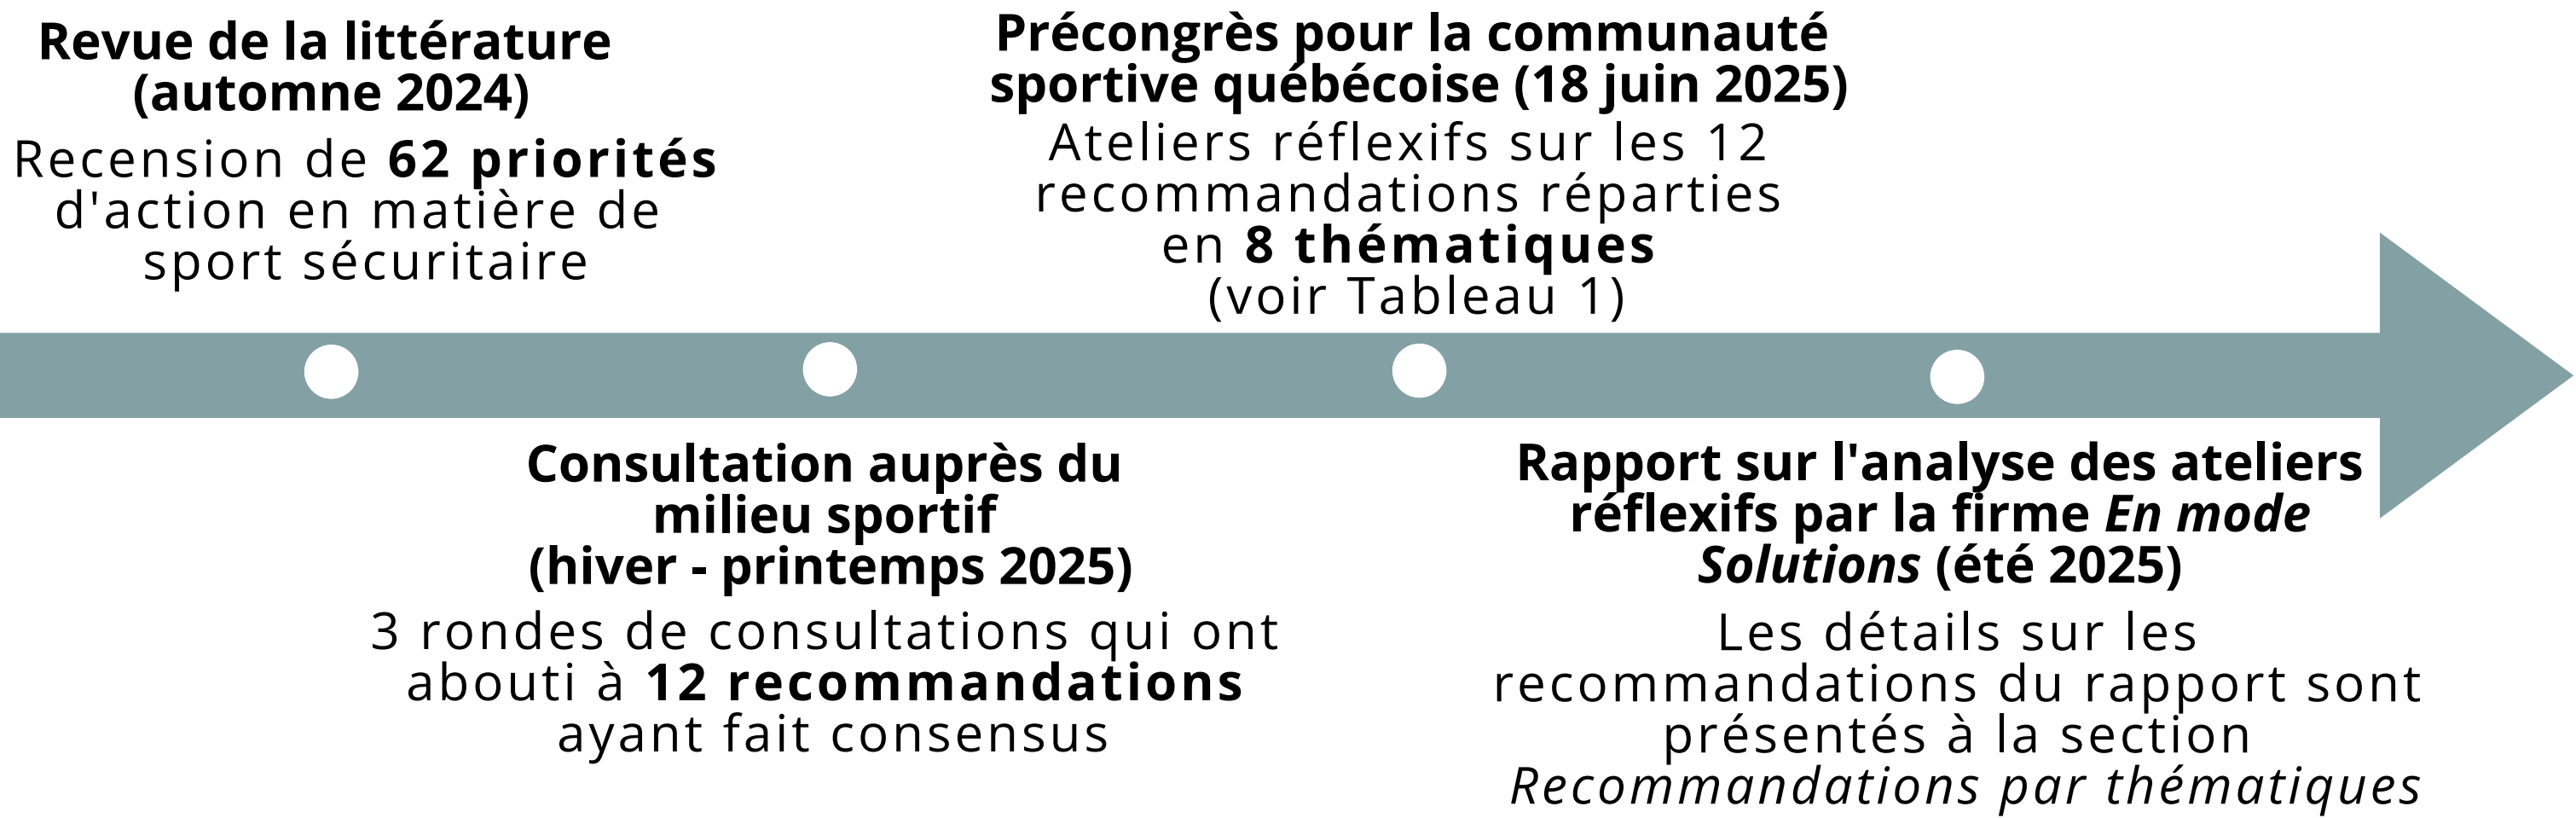 Revue de la littérature
(automne 2024)
Recension de 62 priorités
d'action en matière de
sport sécuritaire
Consultation auprès du
milieu sportif
(hiver - printemps 2025)
3 rondes de consultations qui ont
abouti à 12 recommandations
ayant fait consensus
Précongrès pour la communauté
sportive québécoise (18 juin 2025)
Ateliers réflexifs sur les 12
recommandations réparties
en 8 thématiques
(voir Tableau 1)
Rapport sur l'analyse des ateliers
réflexifs par la firme En mode
Solutions (été 2025)
Les détails sur les
recommandations du rapport sont
présentés à la section
Recommandations par thématiques